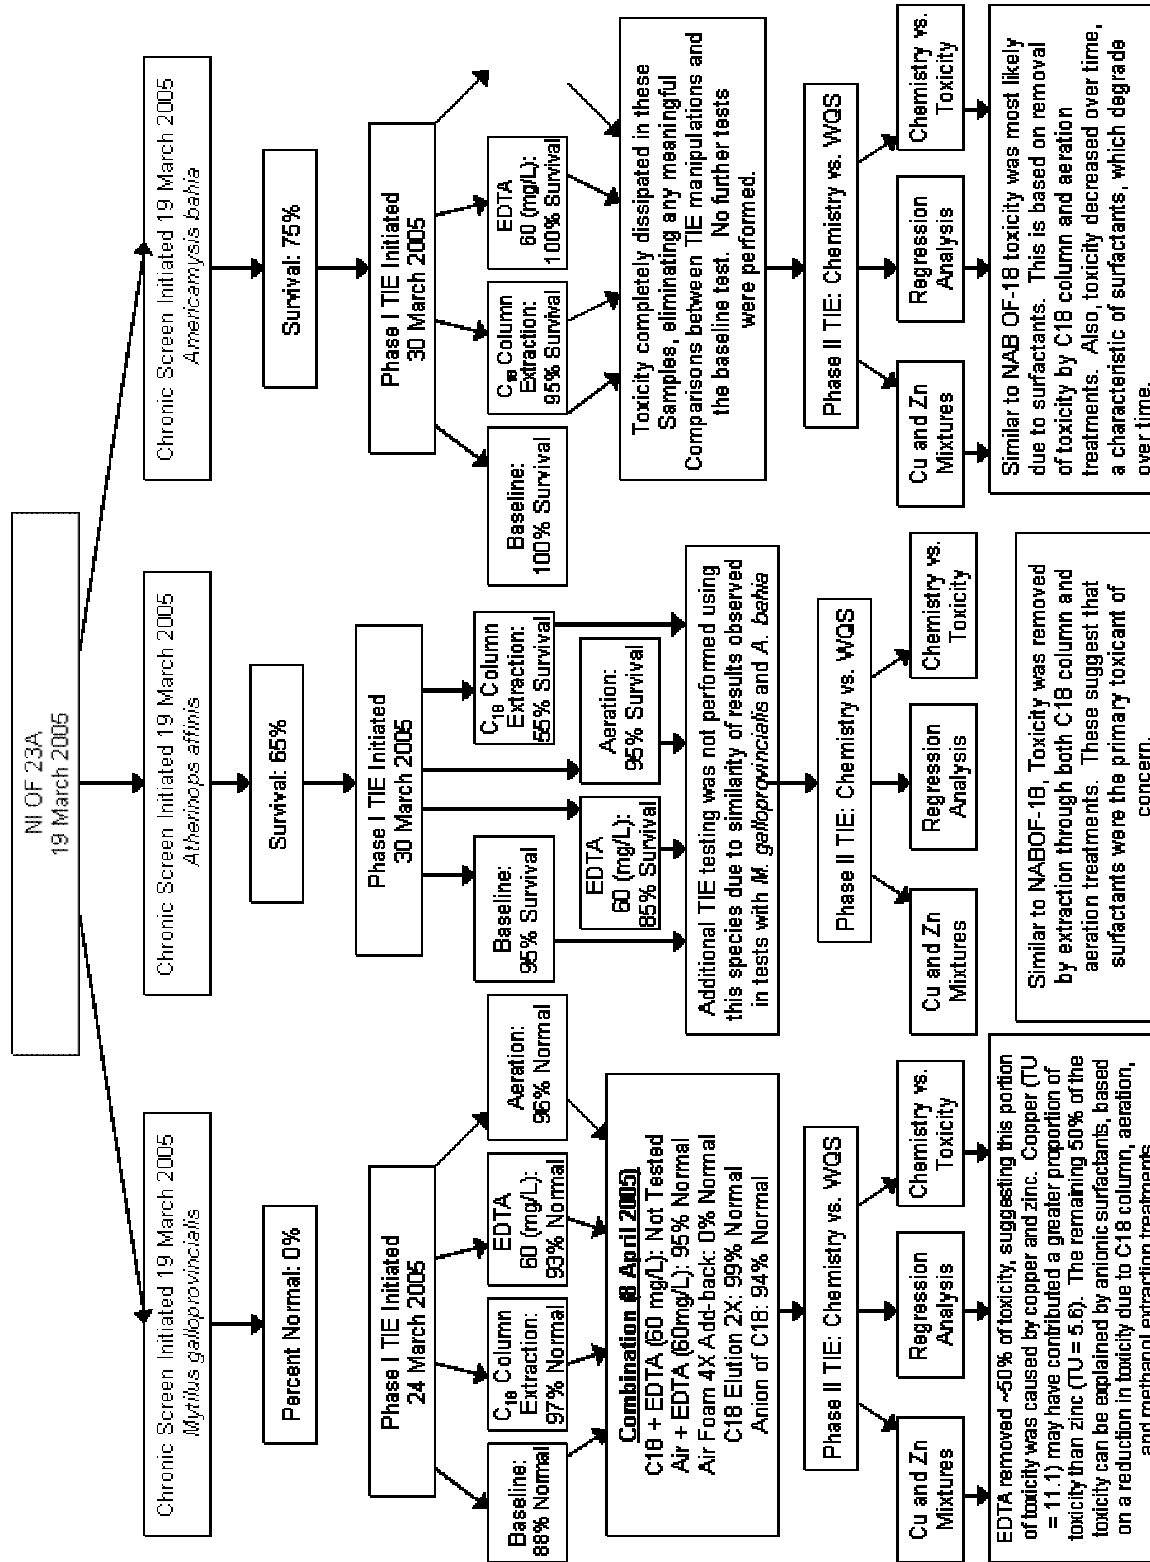 NI OF 23A
19 March 2005
Chronic Screen Initiated 19 March 2005
Mytilus galloprovincialis
Percent Normal: 0%
Phase I TIE Initiated
24 March 2005
Baseline:
88% Normal
C18 Column
Extraction:
97% Normal
EDTA
60 (mg/L):
93% Normal
Aeration:
96% Normal
Combination (8 April 2005)
C18 + EDTA (60 mg/L): Not Tested
Air + EDTA (60mg/L): 95% Normal
Air Foam 4X Add-back: 0% Normal
C18 Elution 2X: 99% Normal
Anion of C18: 94% Normal
Phase II TIE: Chemistry vs. WQS
Cu and Zn
Mixtures
Regression
Analysis
Chemistry vs.
Toxicity
EDTA removed ~50% of toxicity, suggesting this portion
of toxicity was caused by copper and zinc. Copper (TU
= 11.1) may have contributed a greater proportion of
toxicity than zinc (TU = 5.6). The remaining 50% of the
toxicity can be explained by anionic surfactants, based
on a reduction in toxicity due to C18 column, aeration,
and methanol extraction treatments
Chronic Screen Initiated 19 March 2005
Atherinops affinis
Survival: 65%
Phase I TIE Initiated
30 March 2005
Baseline:
95% Survival
EDTA
60 (mg/L):
85% Survival
Aeration:
95% Survival
C18 Column
Extraction:
55% Survival
Additional TIE testing was not performed using
this species due to similarity of results observed
in tests with M. galloprovincialis and A. bahia
Phase II TIE: Chemistry vs. WQS
Cu and Zn
Mixtures
Regression
Analysis
Chemistry vs.
Toxicity
Similar to NABOF-18, Toxicity was removed
by extraction through both C18 column and
aeration treatments. These suggest that
surfactants were the primary toxicant of
concern.
Chronic Screen Initiated 19 March 2005
Americamysis bahia
Survival: 75%
Phase I TIE Initiated
30 March 2005
Baseline:
100% Survival
C18 Column
Extraction:
95% Survival
EDTA
60 (mg/L):
100% Survival
Toxicity completely dissipated in these
Samples, eliminating any meaningful
Comparisons between TIE manipulations and
the baseline test. No further tests
were performed.
Phase II TIE: Chemistry vs. WQS
Cu and Zn
Mixtures
Regression
Analysis
Chemistry vs.
Toxicity
Similar to NAB OF-18 toxicity was most likely
due to surfactants. This is based on removal
of toxicity by C18 column and aeration
treatments. Also, toxicity decreased over time,
a characteristic of surfactants, which degrade
over time.